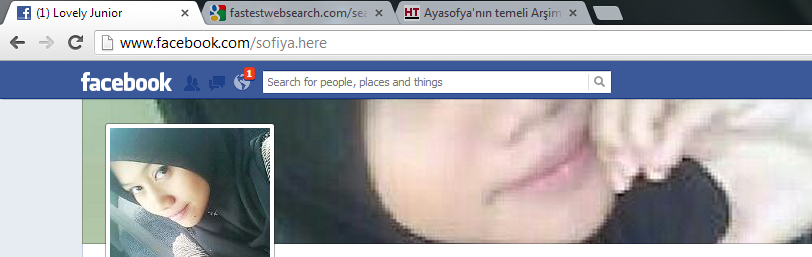 (1) Lovely Junior
fastestwebsearch.com/sea
HT Ayasofya'nın temeli Arşim
www.facebook.com/sofiya.here
facebook
1
Search for people, places and things